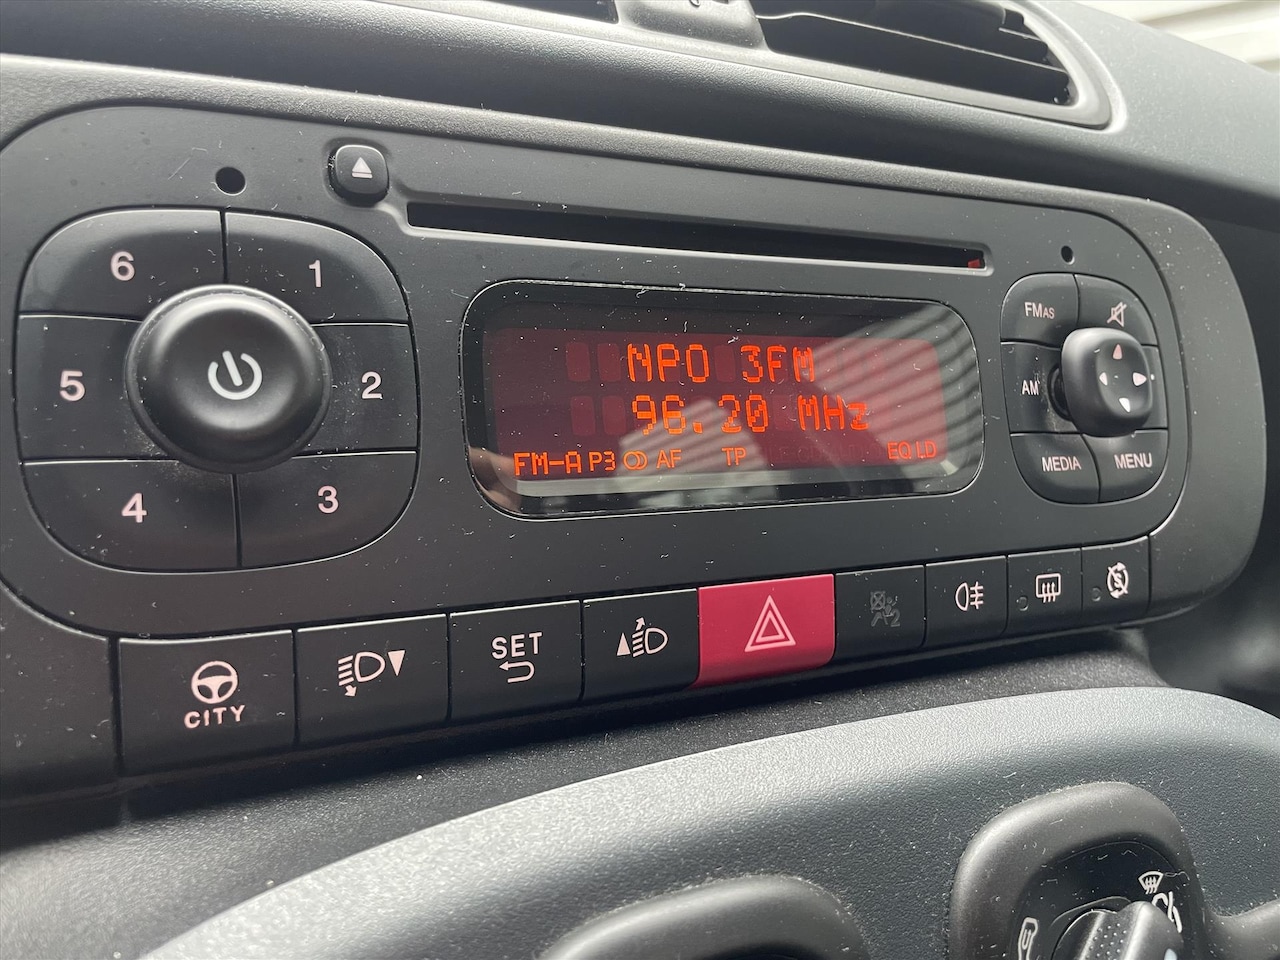 6
1
5
2
4
3
NPO 3FM
96.20 MHz
FM-A P3 AF TP EQ LD
FMAS
AM
MEDIA
MENU
CITY
SET
2